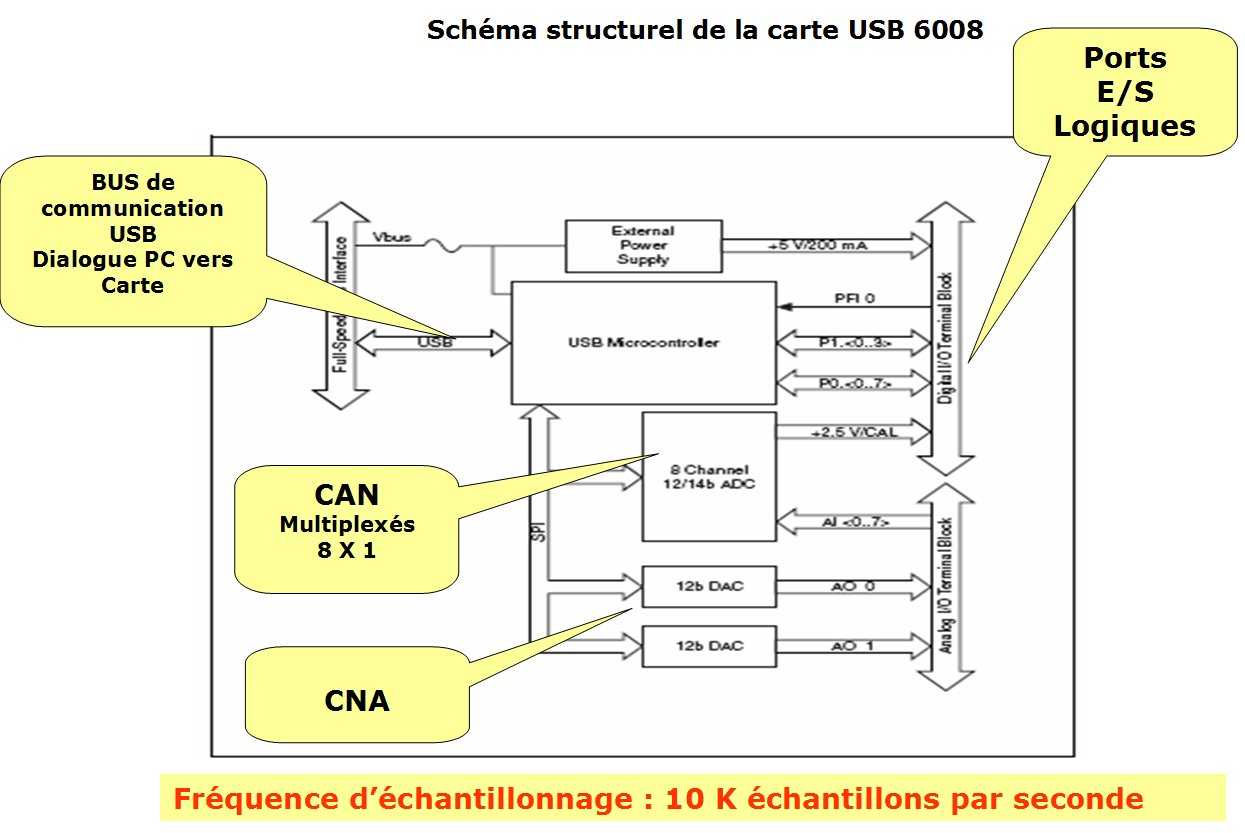 Schéma structurel de la carte USB 6008
Ports
E/S
Logiques
BUS de
communication
USB
Dialogue PC vers
Carte
Vbus
External
Power
Supply
+5 V/200 mA
PFI 0
USB
USB Microcontroller
P1.<0..3>
P0.<0..7>
Full-Speed
Interface
Digital I/O Terminal Block
+2.5 V/CAL
8 Channel
12/14b ADC
AI <0..7>
CAN
Multiplexés
8 X 1
SPI
12b DAC
AO 0
12b DAC
AO 1
Analog I/O Terminal Block
CNA
Fréquence d’échantillonnage : 10 K échantillons par seconde